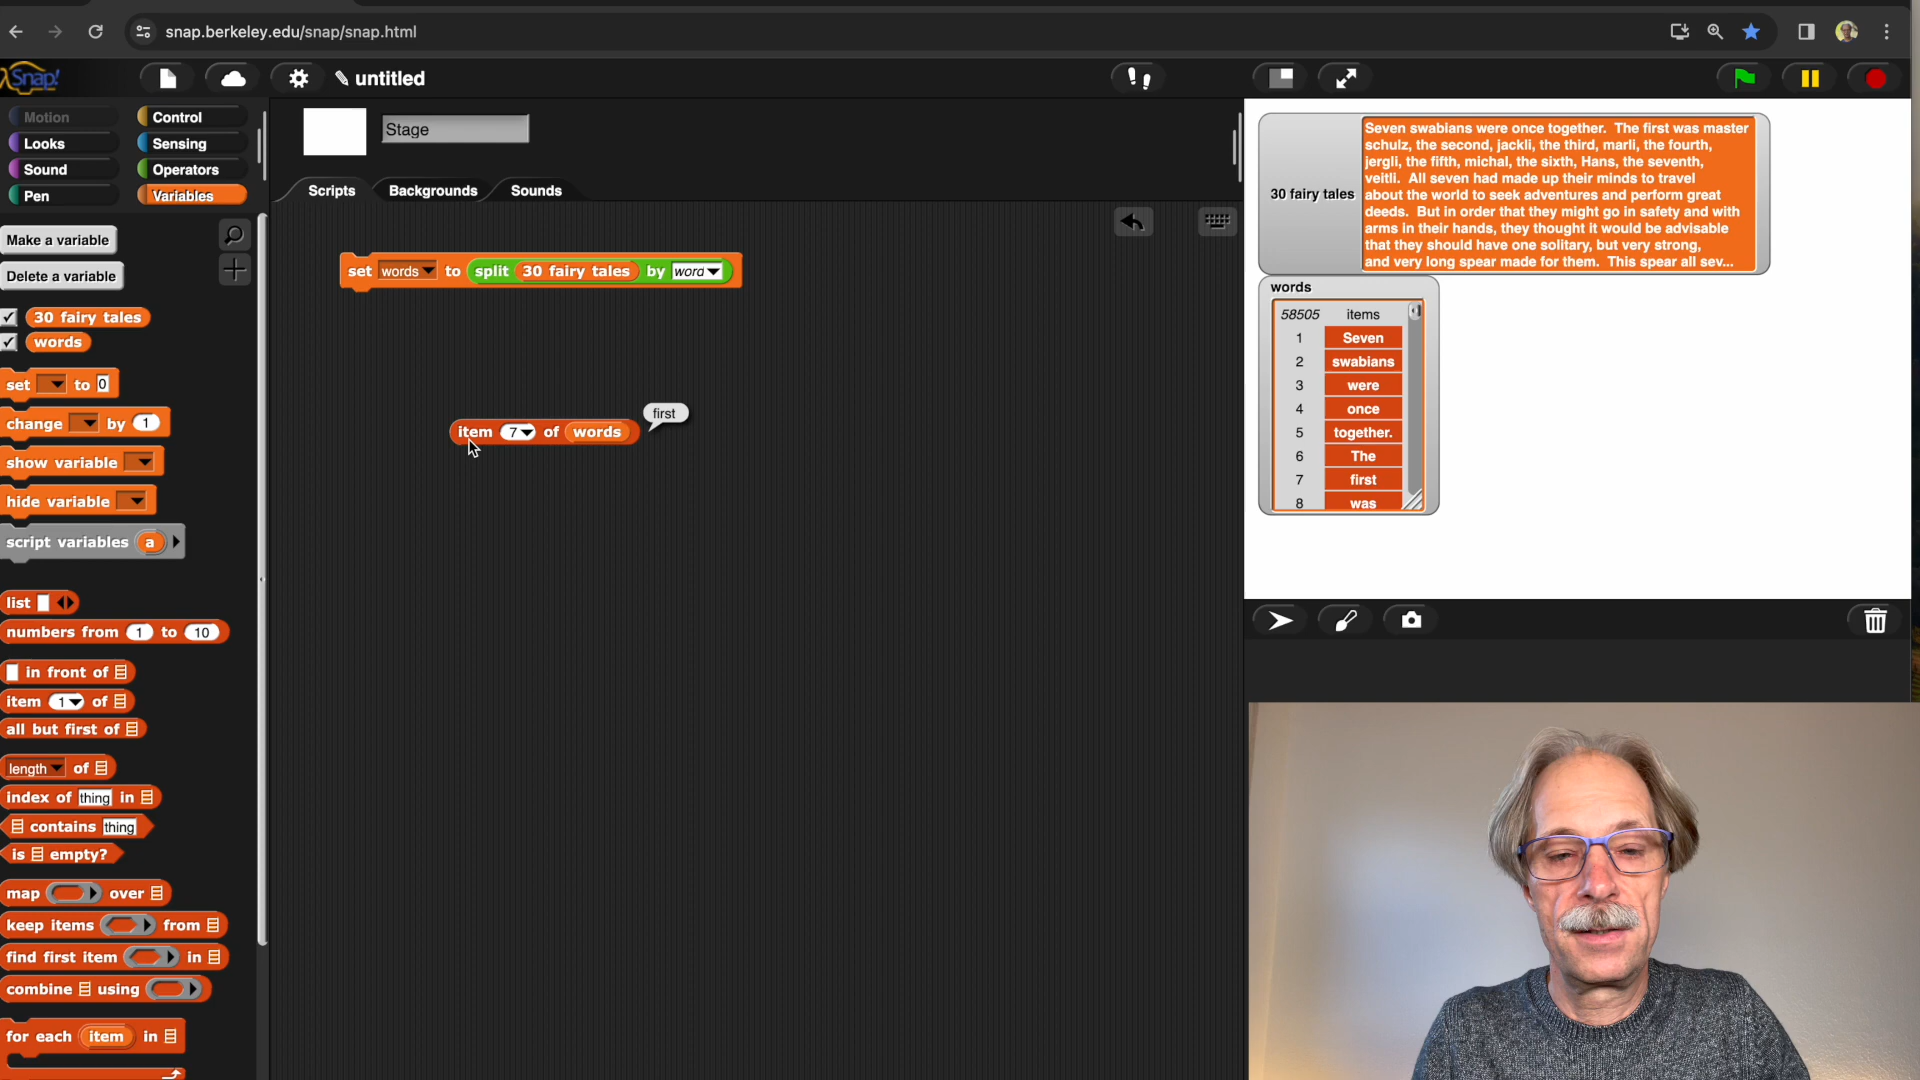 snap.berkeley.edu/snap/snap.html
Snap!
untitled
Motion
Control
Looks
Sensing
Sound
Operators
Pen
Variables
Make a variable
Delete a variable
30 fairy tales
words
set to 0
change by 1
show variable
hide variable
script variables a
list
numbers from 1 to 10
in front of
item 1 of
all but first of
length of
index of thing in
contains thing
is empty?
map over
keep items from
find first item in
combine using
for each item in
Stage
Scripts
Backgrounds
Sounds
set words to split 30 fairy tales by word
first
item 7 of words
30 fairy tales
Seven swabians were once together. The first was master
schulz, the second, jackli, the third, marli, the fourth,
jergli, the fifth, michal, the sixth, Hans, the seventh,
veitli. All seven had made up their minds to travel
about the world to seek adventures and perform great
deeds. But in order that they might go in safety and with
arms in their hands, they thought it would be advisable
that they should have one solitary, but very strong,
and very long spear made for them. This spear all sev...
words
58505 items
1 Seven
2 swabians
3 were
4 once
5 together.
6 The
7 first
8 was